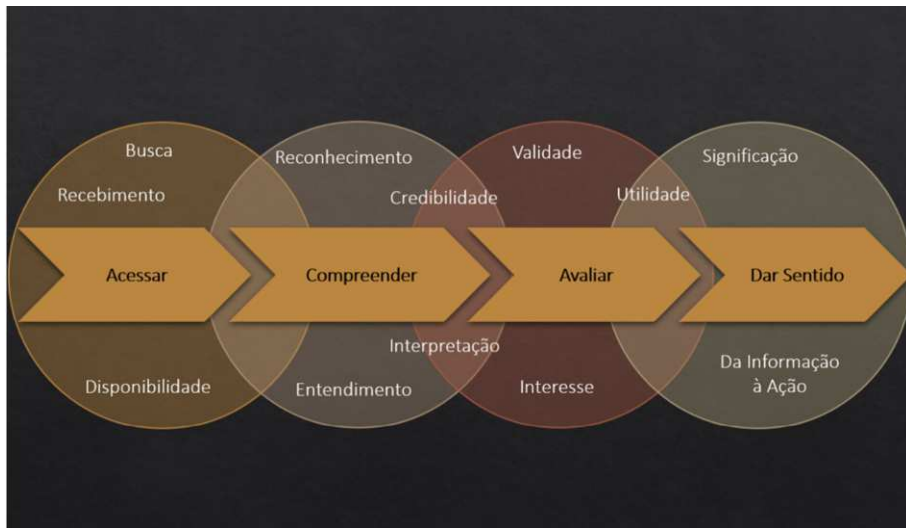 Busca
Reconhecimento
Validade
Significação
Recebimento
Credibilidade
Utilidade
Acessar
Compreender
Avaliar
Dar Sentido
Interpretação
Disponibilidade
Entendimento
Interesse
Da Informação
à Ação